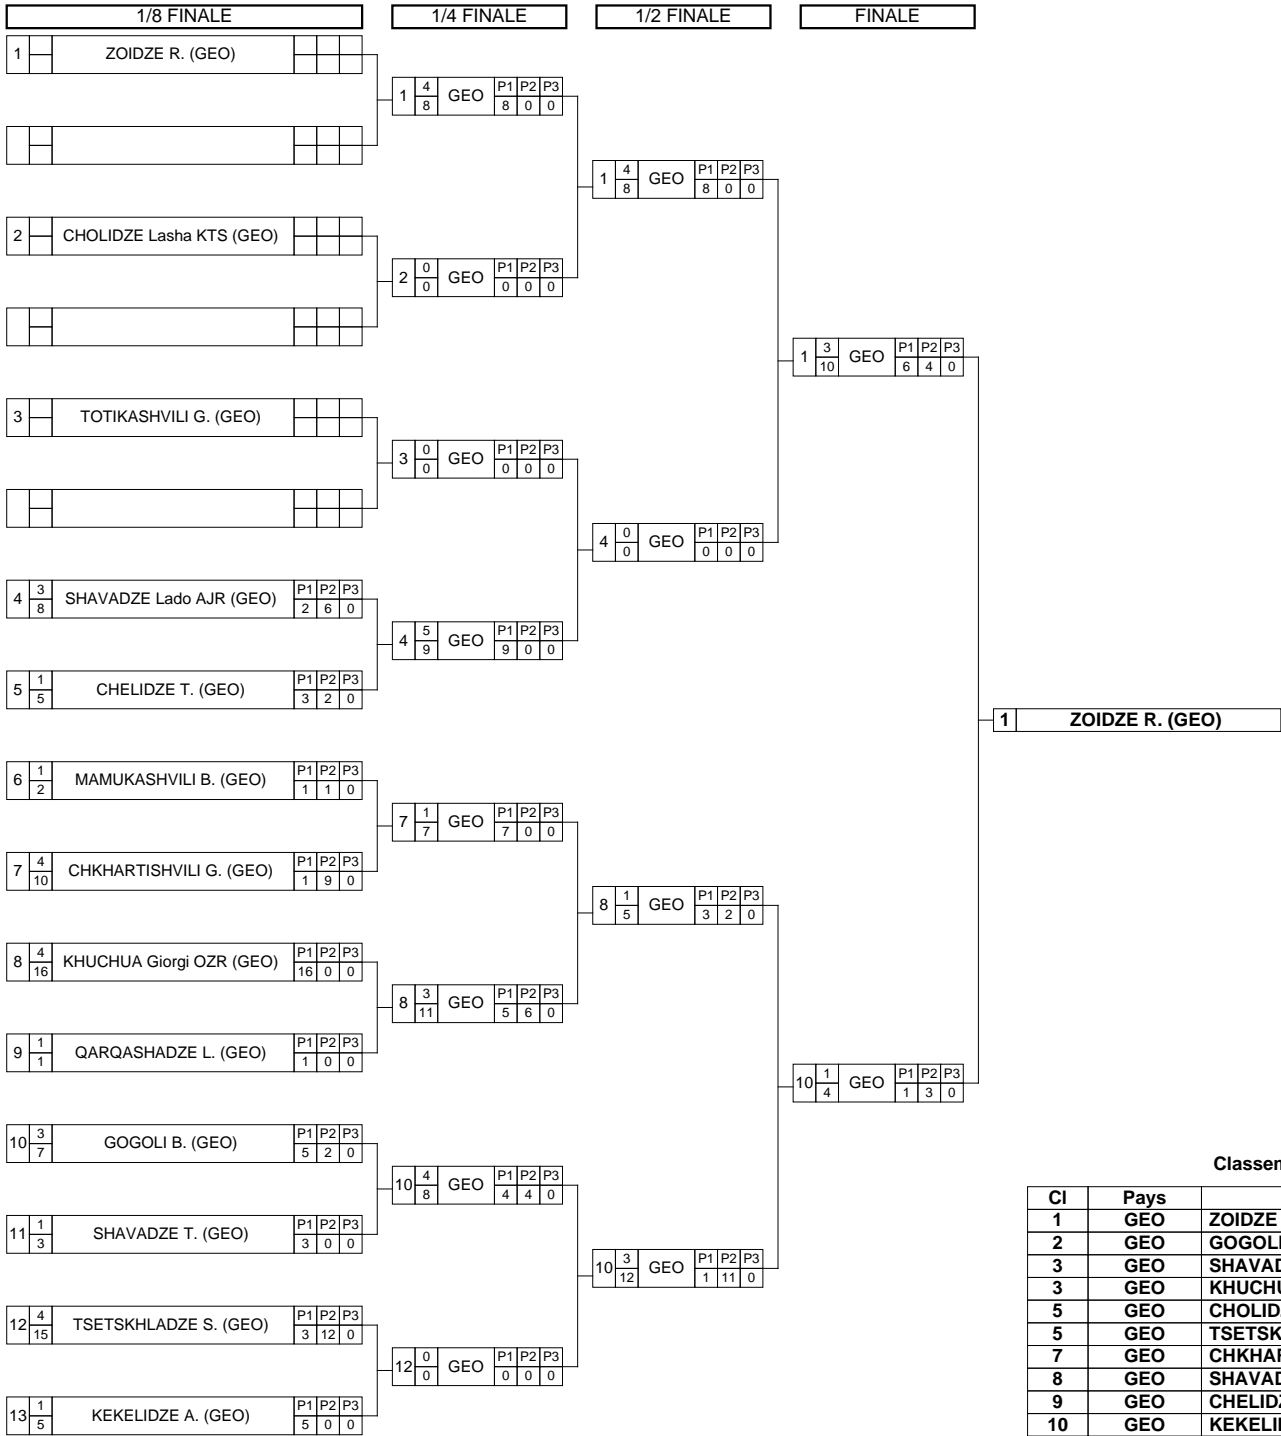 1/8 FINALE 1/4 FINALE 1/2 FINALE FINALE
1 ZOIDZE R. (GEO)
1 4 8 GEO P1 P2 P3 8 0 0
1 4 8 GEO P1 P2 P3 8 0 0
2 CHOLIDZE Lasha KTS (GEO)
2 0 0 GEO P1 P2 P3 0 0 0
1 3 10 GEO P1 P2 P3 6 4 0
3 TOTIKASHVILI G. (GEO)
3 0 0 GEO P1 P2 P3 0 0 0
4 0 0 GEO P1 P2 P3 0 0 0
4 3 8 SHAVADZE Lado AJR (GEO) P1 P2 P3 2 6 0
4 5 9 GEO P1 P2 P3 9 0 0
5 1 5 CHELIDZE T. (GEO) P1 P2 P3 3 2 0
1 ZOIDZE R. (GEO)
6 1 2 MAMUKASHVILI B. (GEO) P1 P2 P3 1 1 0
7 1 7 GEO P1 P2 P3 7 0 0
7 4 10 CHKHARTISHVILI G. (GEO) P1 P2 P3 1 9 0
8 1 5 GEO P1 P2 P3 3 2 0
8 4 16 KHUCHUA Giorgi OZR (GEO) P1 P2 P3 16 0 0
8 3 11 GEO P1 P2 P3 5 6 0
9 1 1 QARQASHADZE L. (GEO) P1 P2 P3 1 0 0
10 1 4 GEO P1 P2 P3 1 3 0
10 3 7 GOGOLI B. (GEO) P1 P2 P3 5 2 0
10 4 8 GEO P1 P2 P3 4 4 0
11 1 3 SHAVADZE T. (GEO) P1 P2 P3 3 0 0
10 3 12 GEO P1 P2 P3 1 11 0
12 4 15 TSETSKHLADZE S. (GEO) P1 P2 P3 3 12 0
12 0 0 GEO P1 P2 P3 0 0 0
13 1 5 KEKELIDZE A. (GEO) P1 P2 P3 5 0 0
Classen
Cl Pays
1 GEO ZOIDZE
2 GEO GOGOLI
3 GEO SHAVAD
3 GEO KHUCHU
5 GEO CHOLID
5 GEO TSETSK
7 GEO CHKHAR
8 GEO SHAVAD
9 GEO CHELIDZ
10 GEO KEKELI